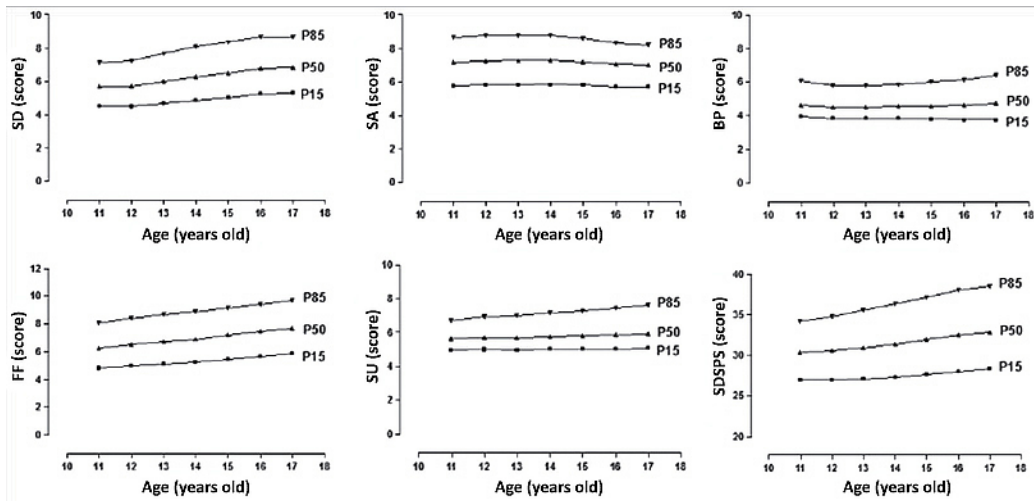 SD (score)
10
8
6
4
2
0
P85
P50
P15
10 11 12 13 14 15 16 17 18
Age (years old)
SA (score)
10
8
6
4
2
0
P85
P50
P15
10 11 12 13 14 15 16 17 18
Age (years old)
BP (score)
10
8
6
4
2
0
P85
P50
P15
10 11 12 13 14 15 16 17 18
Age (years old)
FF (score)
12
10
8
6
4
2
0
P85
P50
P15
10 11 12 13 14 15 16 17 18
Age (years old)
SU (score)
10
8
6
4
2
0
P85
P50
P15
10 11 12 13 14 15 16 17 18
Age (years old)
SDSPS (score)
40
35
30
25
20
P85
P50
P15
10 11 12 13 14 15 16 17 18
Age (years old)